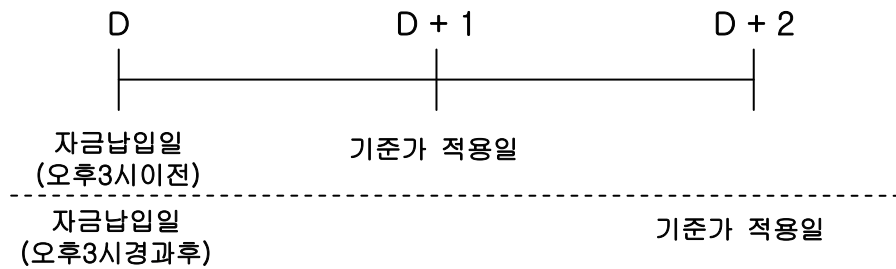 D D + 1 D + 2
자금납입일
(오후3시이전)
기준가 적용일
자금납입일
(오후3시경과후)
기준가 적용일